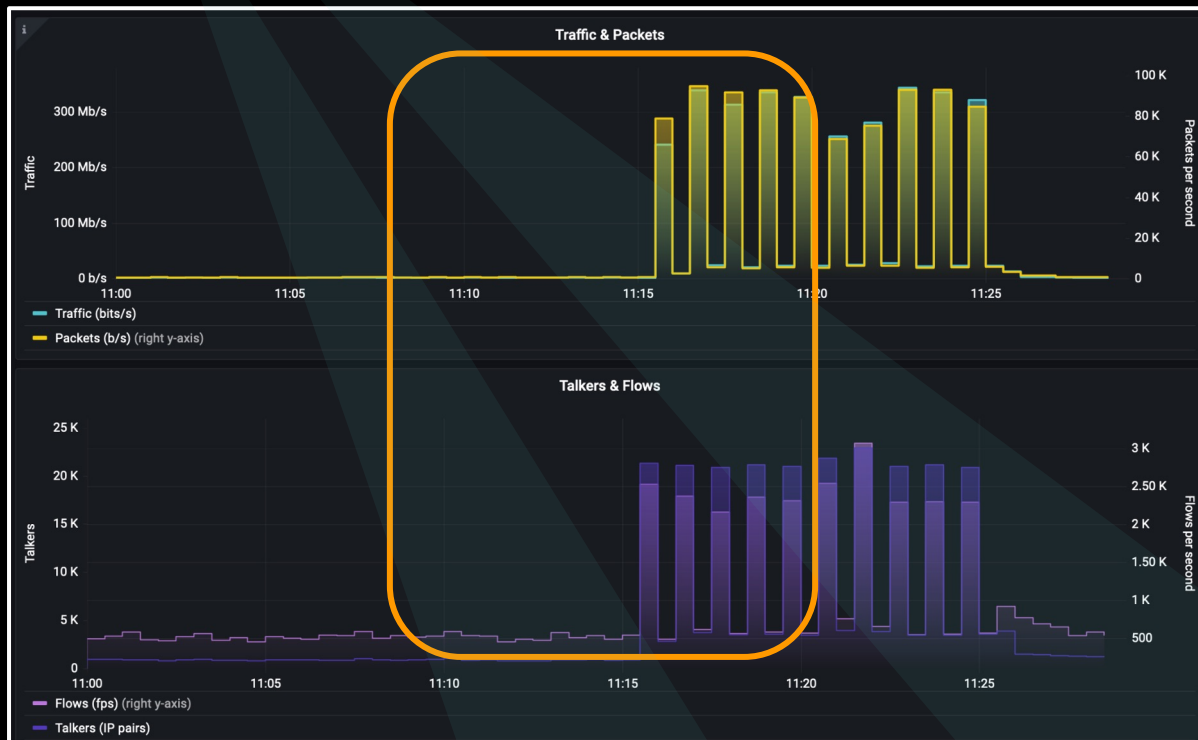 i
Traffic & Packets
Traffic
300 Mb/s
200 Mb/s
100 Mb/s
0 b/s
100 K
80 K
60 K
40 K
20 K
0
Packets per second
11:00 11:05 11:10 11:15 11:20 11:25
Traffic (bits/s)
Packets (b/s) (right y-axis)
Talkers & Flows
Talkers
25 K
20 K
15 K
10 K
5 K
0
3 K
2.50 K
2 K
1.50 K
1 K
500
Flows per second
11:00 11:05 11:10 11:15 11:20 11:25
Flows (fps) (right y-axis)
Talkers (IP pairs)